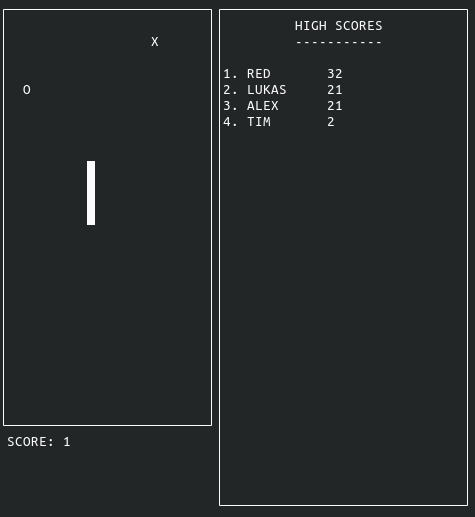 X
O
SCORE: 1
HIGH SCORES
-----------
1. RED 32
2. LUKAS 21
3. ALEX 21
4. TIM 2